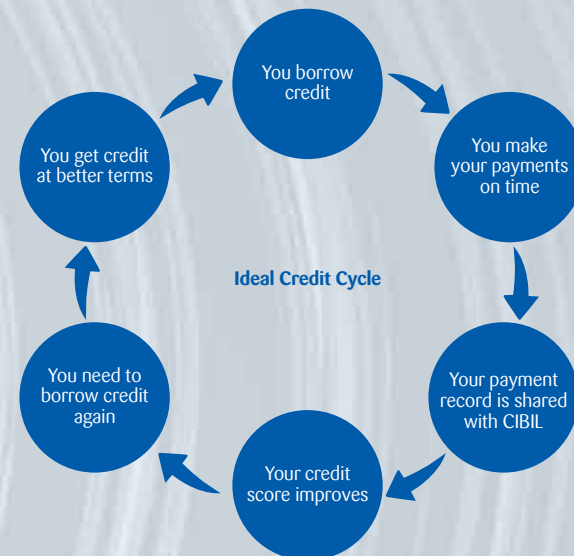 You borrow
credit
You make
your payments
on time
Your payment
record is shared
with CIBIL
Your credit
score improves
You need to
borrow credit
again
You get credit
at better terms
Ideal Credit Cycle